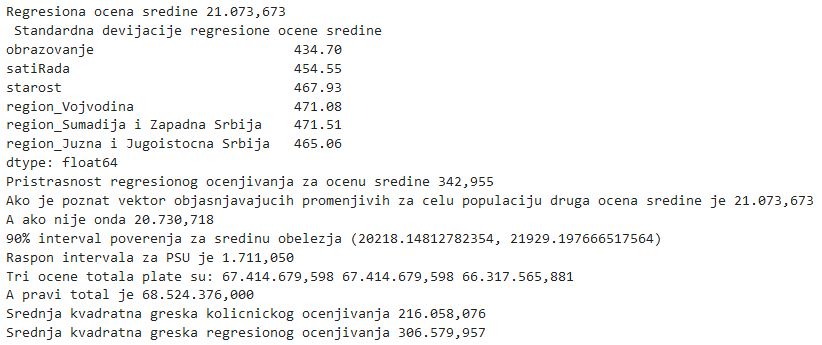 Regresiona ocena sredine 21.073,673
Standardna devijacije regresione ocene sredine
obrazovanje 434.70
satiRada 454.55
starost 467.93
region_Vojvodina 471.08
region_Sumadija i Zapadna Srbija 471.51
region_Juzna i Jugoistocna Srbija 465.06
dtype: float64
Pristrasnost regresionog ocenjivanja za ocenu sredine 342,955
Ako je poznat vektor objasnjavajucih promenjivih za celu populaciju druga ocena sredine je 21.073,673
A ako nije onda 20.730,718
90% interval poverenja za sredinu obelezja (20218.14812782354, 21929.197666517564)
Raspon intervala za PSU je 1.711,050
Tri ocene totala plate su: 67.414.679,598 67.414.679,598 66.317.565,881
A pravi total je 68.524.376,000
Srednja kvadratna greska kolicnickog ocenjivanja 216.058,076
Srednja kvadratna greska regresionog ocenjivanja 306.579,957